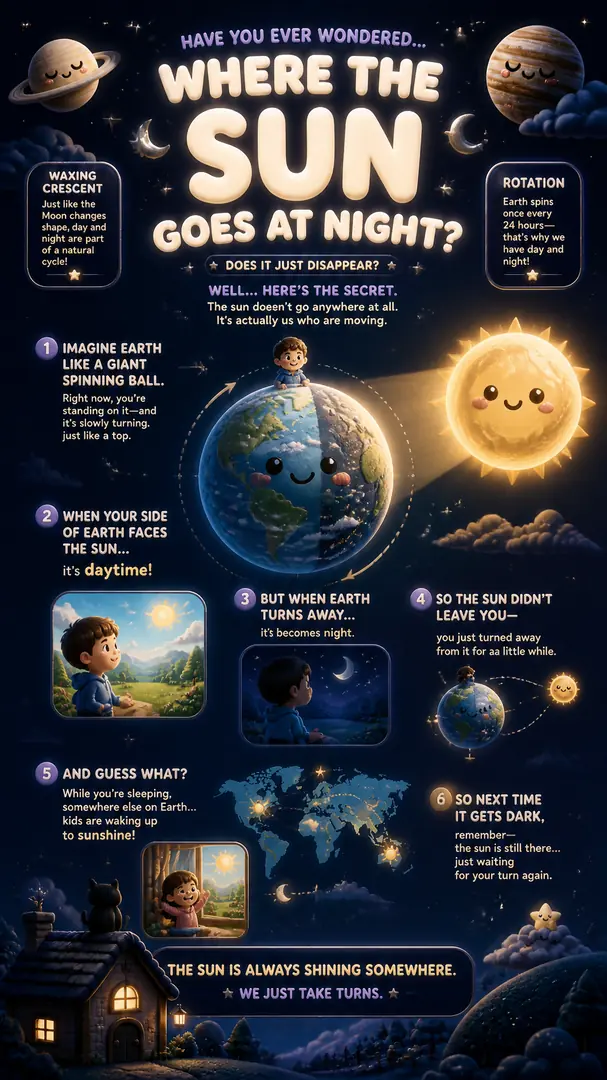 HAVE YOU EVER WONDERED...
WHERE THE
SUN
GOES AT NIGHT?
WAXING
CRESCENT
Just like the
Moon changes
shape, day and
night are part
of a natural
cycle!
ROTATION
Earth spins
once every
24 hours—
that's why we
have day and
night!
DOES IT JUST DISAPPEAR?
WELL... HERE'S THE SECRET.
The sun doeen't go anywhere at all.
It's actually us who are moving.
1 IMAGINE EARTH
LIKE A GIANT
SPINNING BALL.
Right now, you're
standing on it—and
it's slowly turning.
just like a top.
2 WHEN YOUR SIDE
OF EARTH FACES
THE SUN...
it's daytime!
3 BUT WHEN EARTH
TURNS AWAY...
it's becomes night.
4 SO THE SUN DIDN'T
LEAVE YOU—
you just turned away
from it for aa little while.
5 AND GUESS WHAT?
While you're sleeping,
somewhere else on Earth...
kids are waking up
to sunshine!
6 SO NEXT TIME
IT GETS DARK,
remember—
the sun is still there...
just waiting
for your turn again.
THE SUN IS ALWAYS SHINING SOMEWHERE.
WE JUST TAKE TURNS.